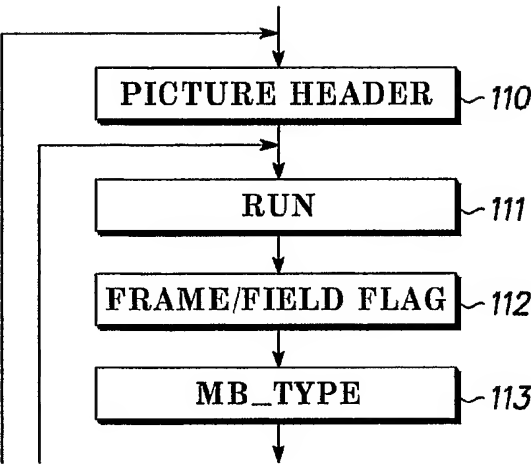 PICTURE HEADER 110
RUN 111
FRAME/FIELD FLAG 112
MB_TYPE 113